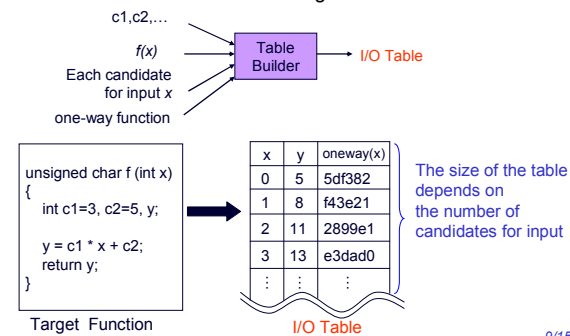 c1,c2,…
f(x)
Each candidate
for input x
one-way function
Table
Builder
I/O Table
unsigned char f (int x)
{
int c1=3, c2=5, y;
y = c1 * x + c2;
return y;
}
Target Function
x y oneway(x)
0 5 5df382
1 8 f43e21
2 11 2899e1
3 13 e3dad0
⋮ ⋮ ⋮
I/O Table
The size of the table
depends on
the number of
candidates for input